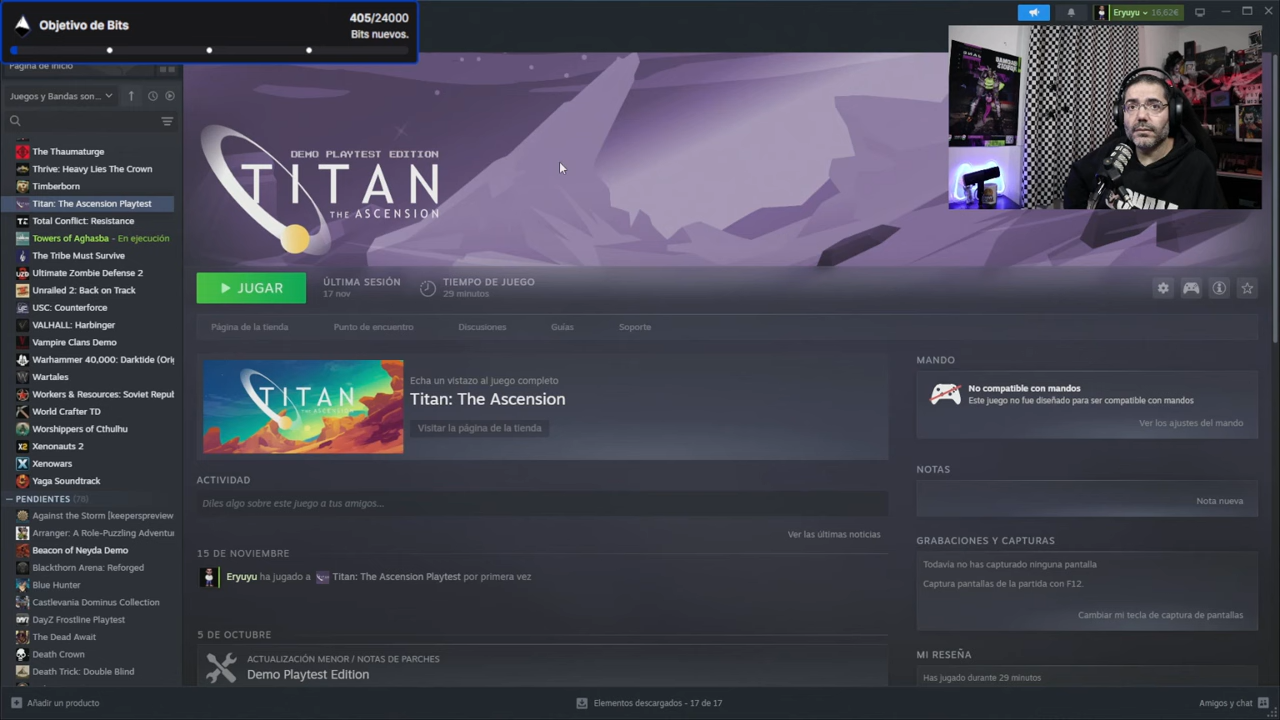 Objetivo de Bits
405/24000
Bits nuevos.
Eryuyu
16,62€
Página de inicio
Juegos y Bandas son...
The Thaumaturge
Thrive: Heavy Lies The Crown
Timberborn
Titan: The Ascension Playtest
Total Conflict: Resistance
Towers of Aghasba - En ejecución
The Tribe Must Survive
Ultimate Zombie Defense 2
Unrailed 2: Back on Track
USC: Counterforce
VALHALL: Harbinger
Vampire Clans Demo
Warhammer 40,000: Darktide (Orig
Wartales
Workers & Resources: Soviet Repub
World Crafter TD
Worshippers of Cthulhu
Xenonauts 2
Xenowars
Yaga Soundtrack
PENDIENTES (78)
Against the Storm [keeperspreview
Arranger: A Role-Puzzling Adventu
Beacon of Neyda Demo
Blackthorn Arena: Reforged
Blue Hunter
Castlevania Dominus Collection
DayZ Frostline Playtest
The Dead Await
Death Crown
Death Trick: Double Blind
Añadir un producto
DEMO PLAYTEST EDITION
TITAN
THE ASCENSION
JUGAR
ÚLTIMA SESIÓN
17 nov
TIEMPO DE JUEGO
29 minutos
Página de la tienda
Punto de encuentro
Discusiones
Guías
Soporte
TITAN
THE ASCENSION
Echa un vistazo al juego completo
Titan: The Ascension
Visitar la página de la tienda
ACTIVIDAD
Diles algo sobre este juego a tus amigos...
Ver las últimas noticias
15 DE NOVIEMBRE
Eryuyu ha jugado a Titan: The Ascension Playtest por primera vez
5 DE OCTUBRE
ACTUALIZACIÓN MENOR / NOTAS DE PARCHES
Demo Playtest Edition
MANDO
No compatible con mandos
Este juego no fue diseñado para ser compatible con mandos
Ver los ajustes del mando
NOTAS
Nota nueva
GRABACIONES Y CAPTURAS
Todavía no has capturado ninguna pantalla
Captura pantallas de la partida con F12.
Cambiar mi tecla de captura de pantallas
MI RESEÑA
Has jugado durante 29 minutos
Elementos descargados - 17 de 17
Amigos y chat